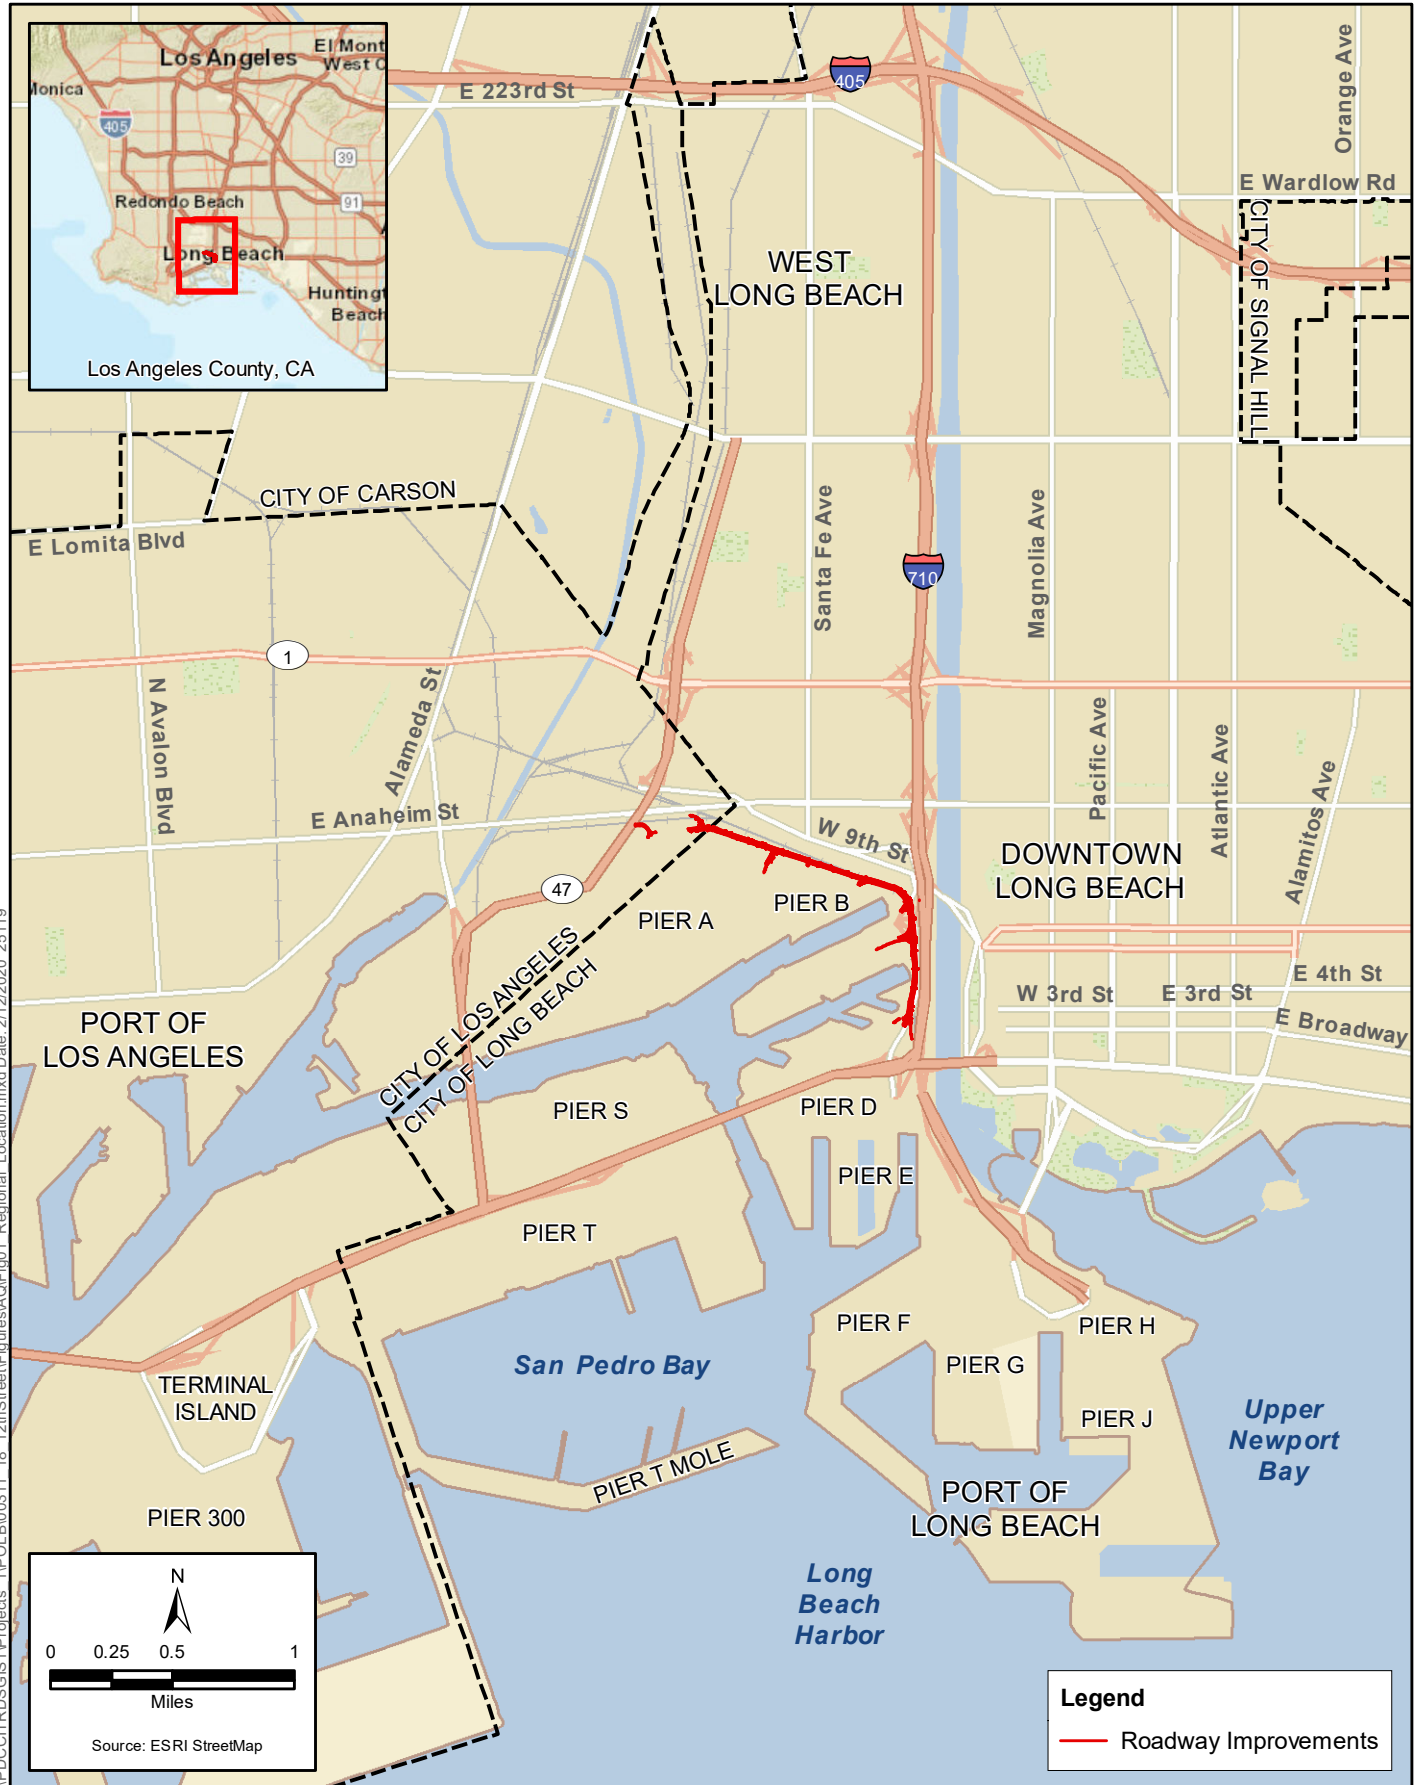 Los Angeles
El Mont
West C
Monica
405
39
Redondo Beach
91
Long Beach
Hunting
Beach
Los Angeles County, CA
E 223rd St
405
Orange Ave
E Wardlow Rd
CITY OF SIGNAL HILL
WEST
LONG BEACH
CITY OF CARSON
E Lomita Blvd
Santa Fe Ave
Magnolia Ave
710
1
N Avalon Blvd
Alameda St
Pacific Ave
Atlantic Ave
Alamitos Ave
E Anaheim St
W 9th St
DOWNTOWN
LONG BEACH
47
PIER A
PIER B
CITY OF LOS ANGELES
CITY OF LONG BEACH
W 3rd St
E 3rd St
E 4th St
E Broadway
PORT OF
LOS ANGELES
PIER S
PIER D
PIER E
PIER T
PIER F
PIER H
PIER G
PIER J
San Pedro Bay
TERMINAL
ISLAND
Upper
Newport
Bay
PIER T MOLE
PORT OF
LONG BEACH
PIER 300
Long
Beach
Harbor
N
0 0.25 0.5 1
Miles
Source: ESRI StreetMap
Legend
Roadway Improvements